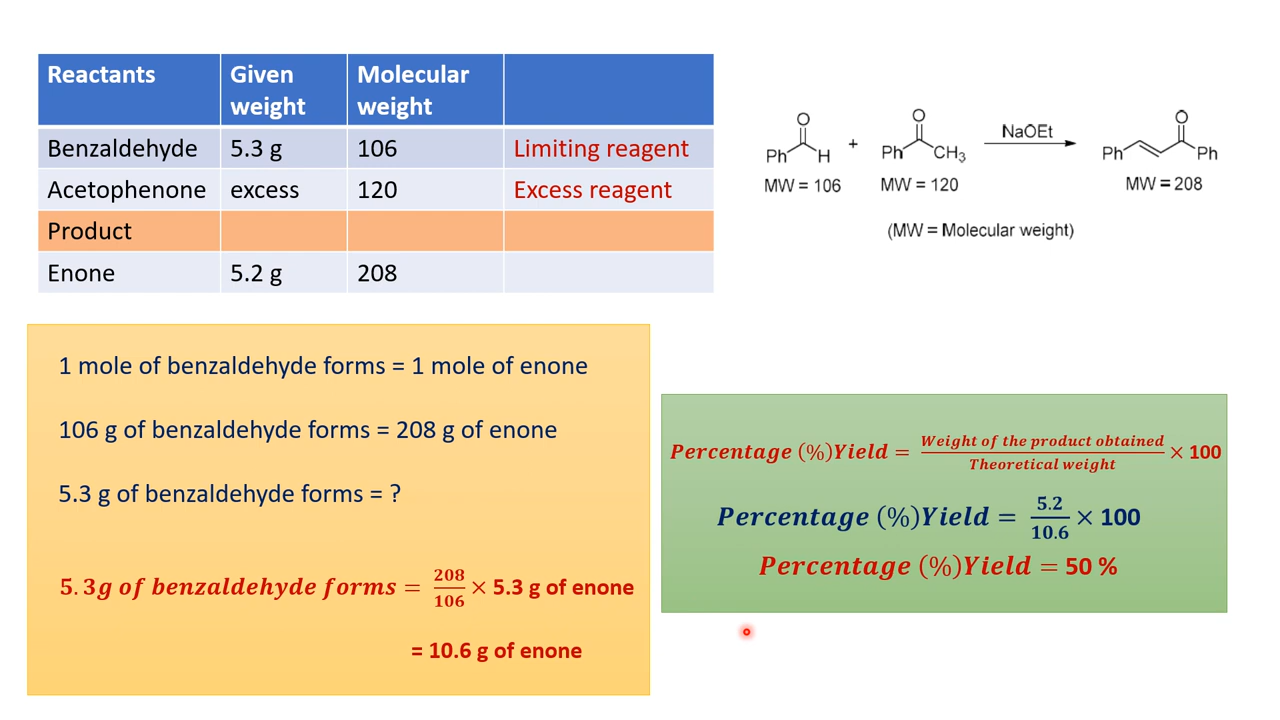 Reactants Given weight Molecular weight
Benzaldehyde 5.3 g 106 Limiting reagent
Acetophenone excess 120 Excess reagent
Product
Enone 5.2 g 208
O O O
NaOEt
Ph H + Ph CH3 Ph Ph
MW = 106 MW = 120 MW = 208
(MW = Molecular weight)
1 mole of benzaldehyde forms = 1 mole of enone
106 g of benzaldehyde forms = 208 g of enone
5.3 g of benzaldehyde forms = ?
5.3g of benzaldehyde forms = 208/106 × 5.3 g of enone
= 10.6 g of enone
Percentage (%)Yield = Weight of the product obtained/Theoretical weight × 100
Percentage (%)Yield = 5.2/10.6 × 100
Percentage (%)Yield = 50 %